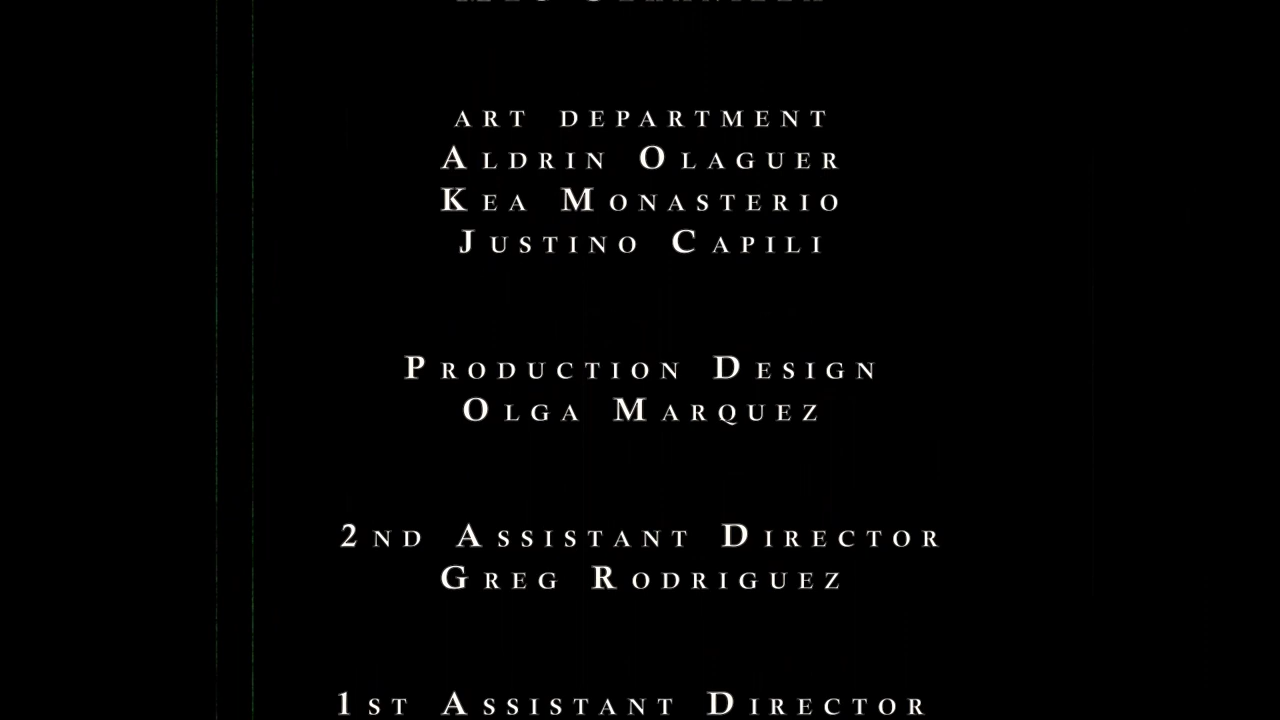 ART DEPARTMENT
ALDRIN OLAGUER
KEA MONASTERIO
JUSTINO CAPILI
PRODUCTION DESIGN
OLGA MARQUEZ
2ND ASSISTANT DIRECTOR
GREG RODRIGUEZ
1ST ASSISTANT DIRECTOR